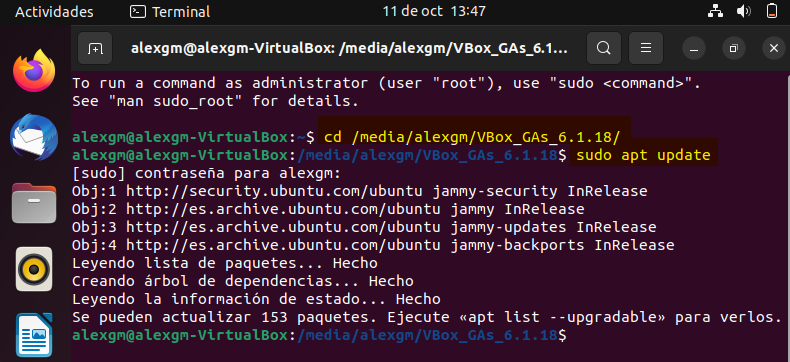 Actividades
Terminal
11 de oct 13:47
alexgm@alexgm-VirtualBox: /media/alexgm/VBox_GAs_6.1…
To run a command as administrator (user "root"), use "sudo <command>".
See "man sudo_root" for details.
alexgm@alexgm-VirtualBox:~$ cd /media/alexgm/VBox_GAs_6.1.18/
alexgm@alexgm-VirtualBox:/media/alexgm/VBox_GAs_6.1.18$ sudo apt update
[sudo] contraseña para alexgm:
Obj:1 http://security.ubuntu.com/ubuntu jammy-security InRelease
Obj:2 http://es.archive.ubuntu.com/ubuntu jammy InRelease
Obj:3 http://es.archive.ubuntu.com/ubuntu jammy-updates InRelease
Obj:4 http://es.archive.ubuntu.com/ubuntu jammy-backports InRelease
Leyendo lista de paquetes... Hecho
Creando árbol de dependencias... Hecho
Leyendo la información de estado... Hecho
Se pueden actualizar 153 paquetes. Ejecute «apt list --upgradable» para verlos.
alexgm@alexgm-VirtualBox:/media/alexgm/VBox_GAs_6.1.18$